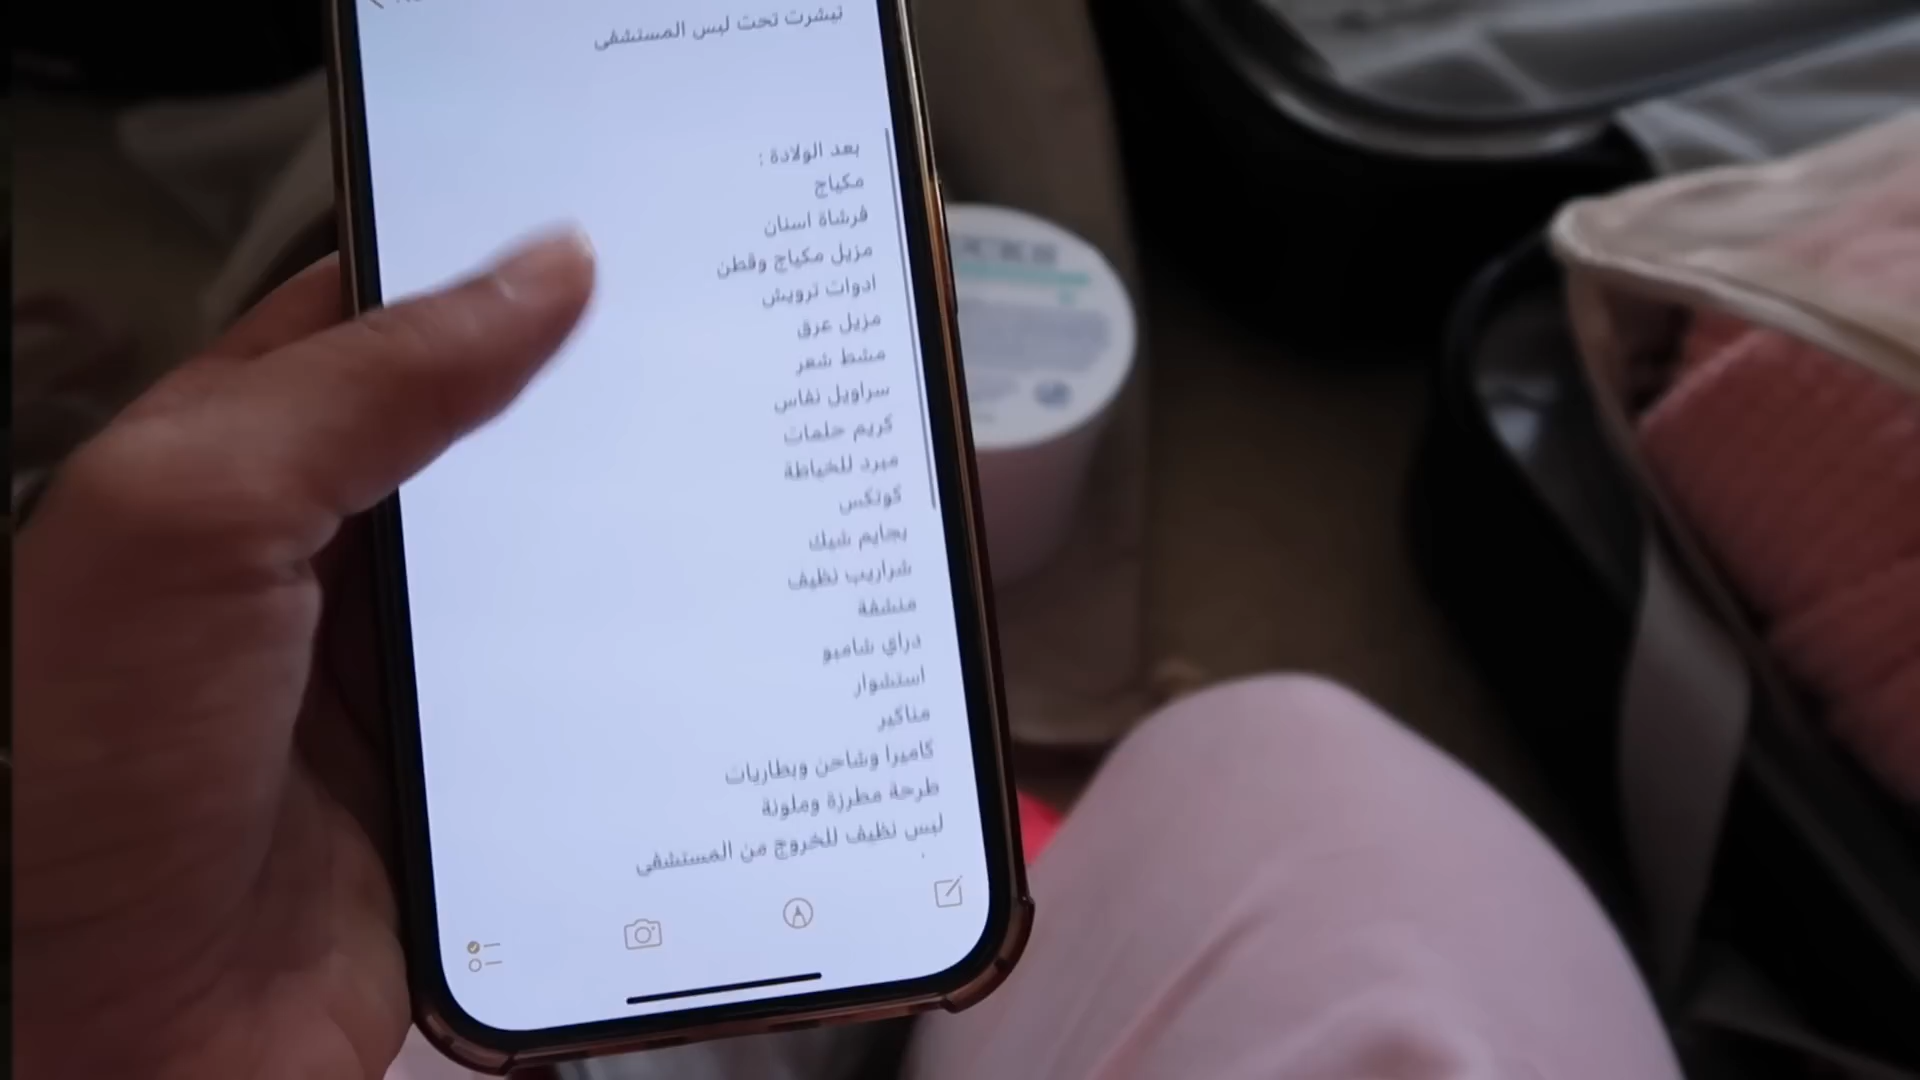 تيشرت تحت لبس المستشفى
بعد الولادة :
مكياج
فرشاة اسنان
مزيل مكياج وقطن
ادوات ترويش
مزيل عرق
مشط شعر
سراويل نفاس
كريم حلمات
مبرد للخياطة
كوتكس
بجايم شيك
شراريب نظيف
منشفة
دراي شامبو
استشوار
مناكير
كاميرا وشاحن وبطاريات
طرحة مطرزة وملونة
لبس نظيف للخروج من المستشفى